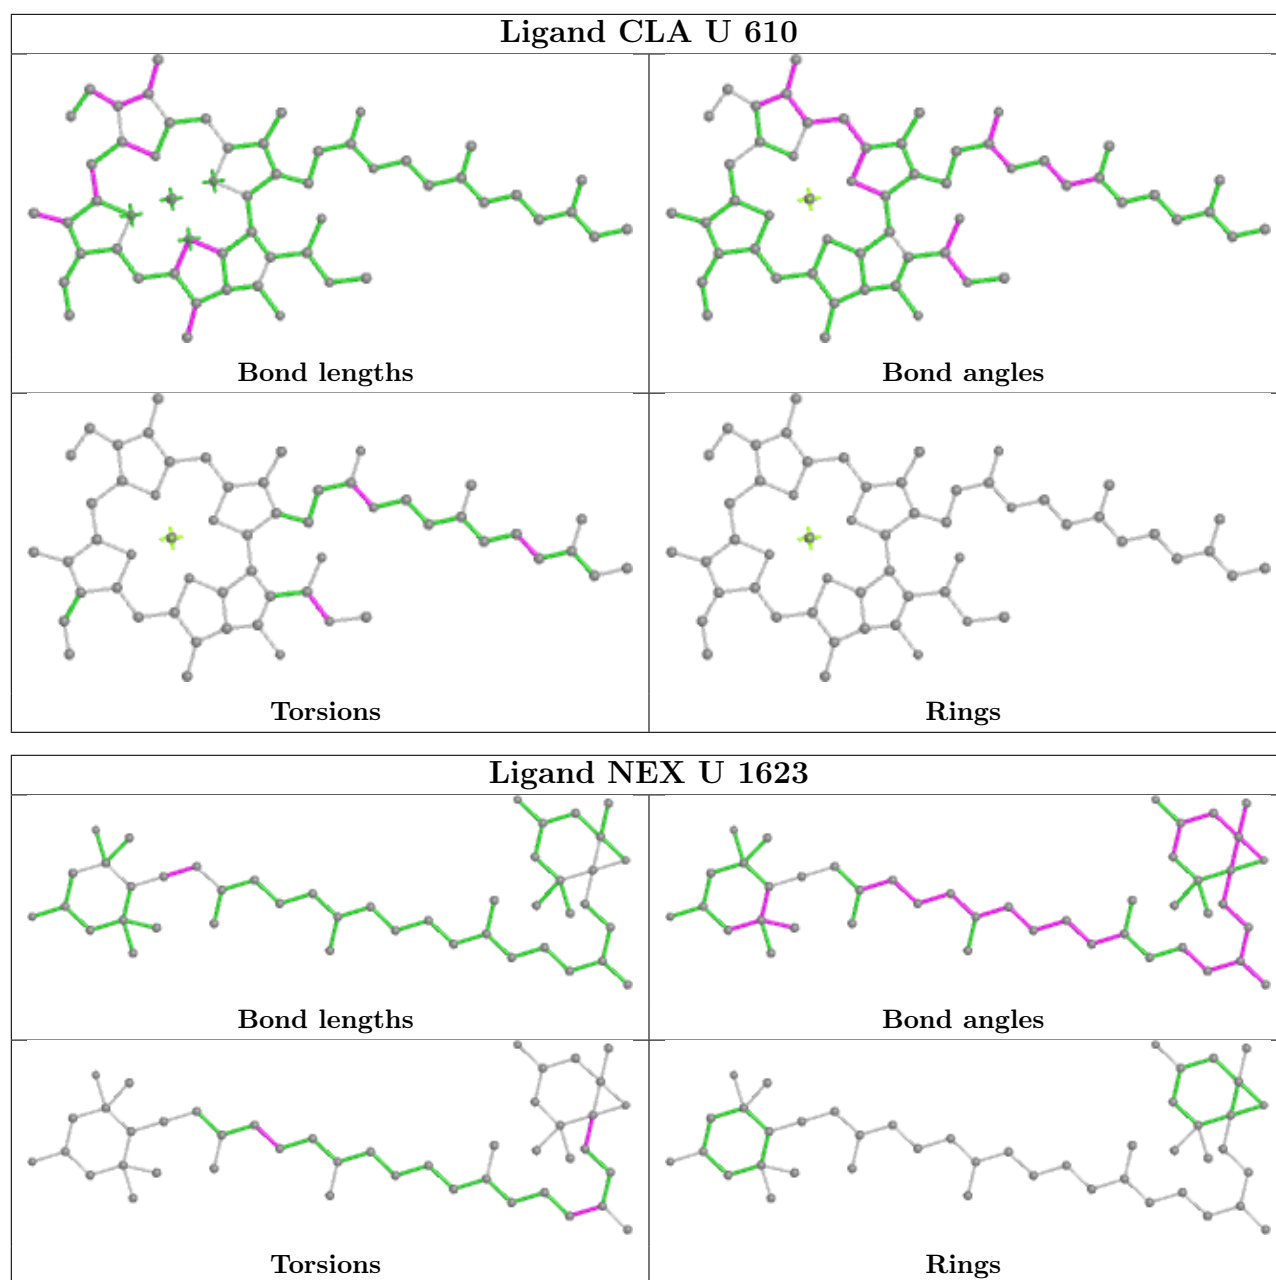 Ligand CLA U 610
Bond lengths
Bond angles
Torsions
Rings
Ligand NEX U 1623
Bond lengths
Bond angles
Torsions
Rings